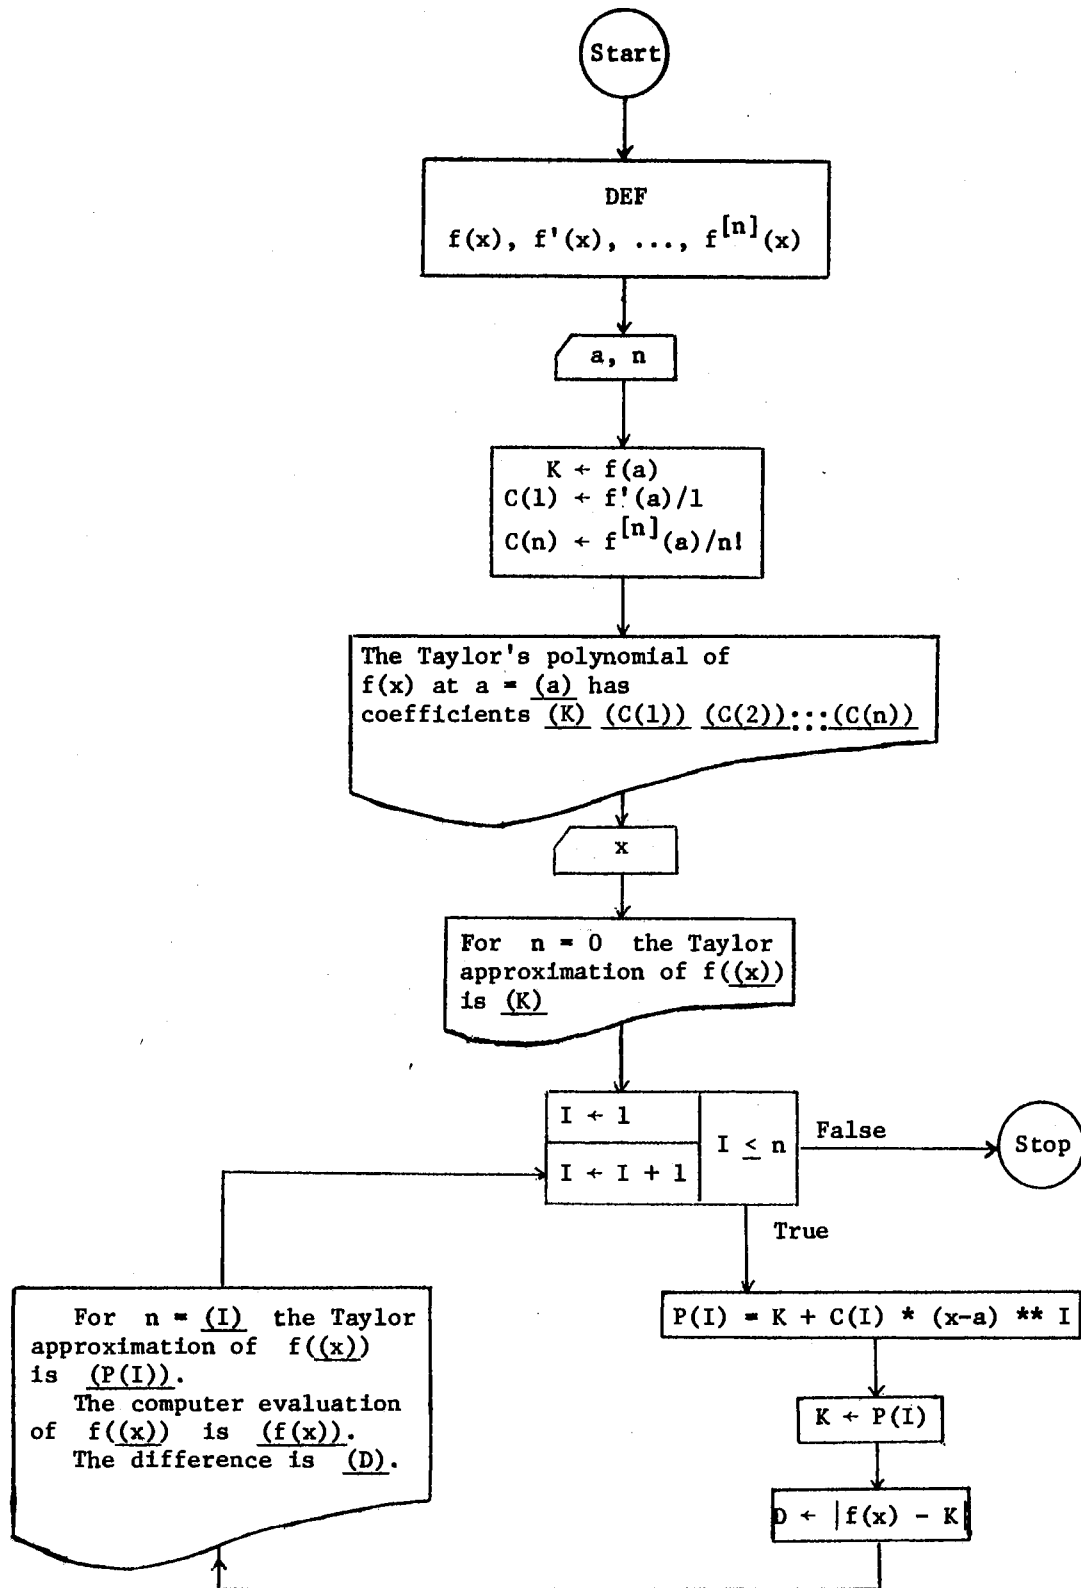 Start
DEF
f(x), f'(x), ..., f[n](x)
a, n
K ← f(a)
C(1) ← f'(a)/1
C(n) ← f[n](a)/n!
The Taylor's polynomial of
f(x) at a = (a) has
coefficients (K) (C(1)) (C(2)):::(C(n))
x
For n = 0 the Taylor
approximation of f((x))
is (K)
I ← 1
I ← I + 1
I ≤ n
False
Stop
True
P(I) = K + C(I) * (x-a) ** I
K ← P(I)
D ← |f(x) - K|
For n = (I) the Taylor
approximation of f((x))
is (P(I)).
The computer evaluation
of f((x)) is (f(x)).
The difference is (D).